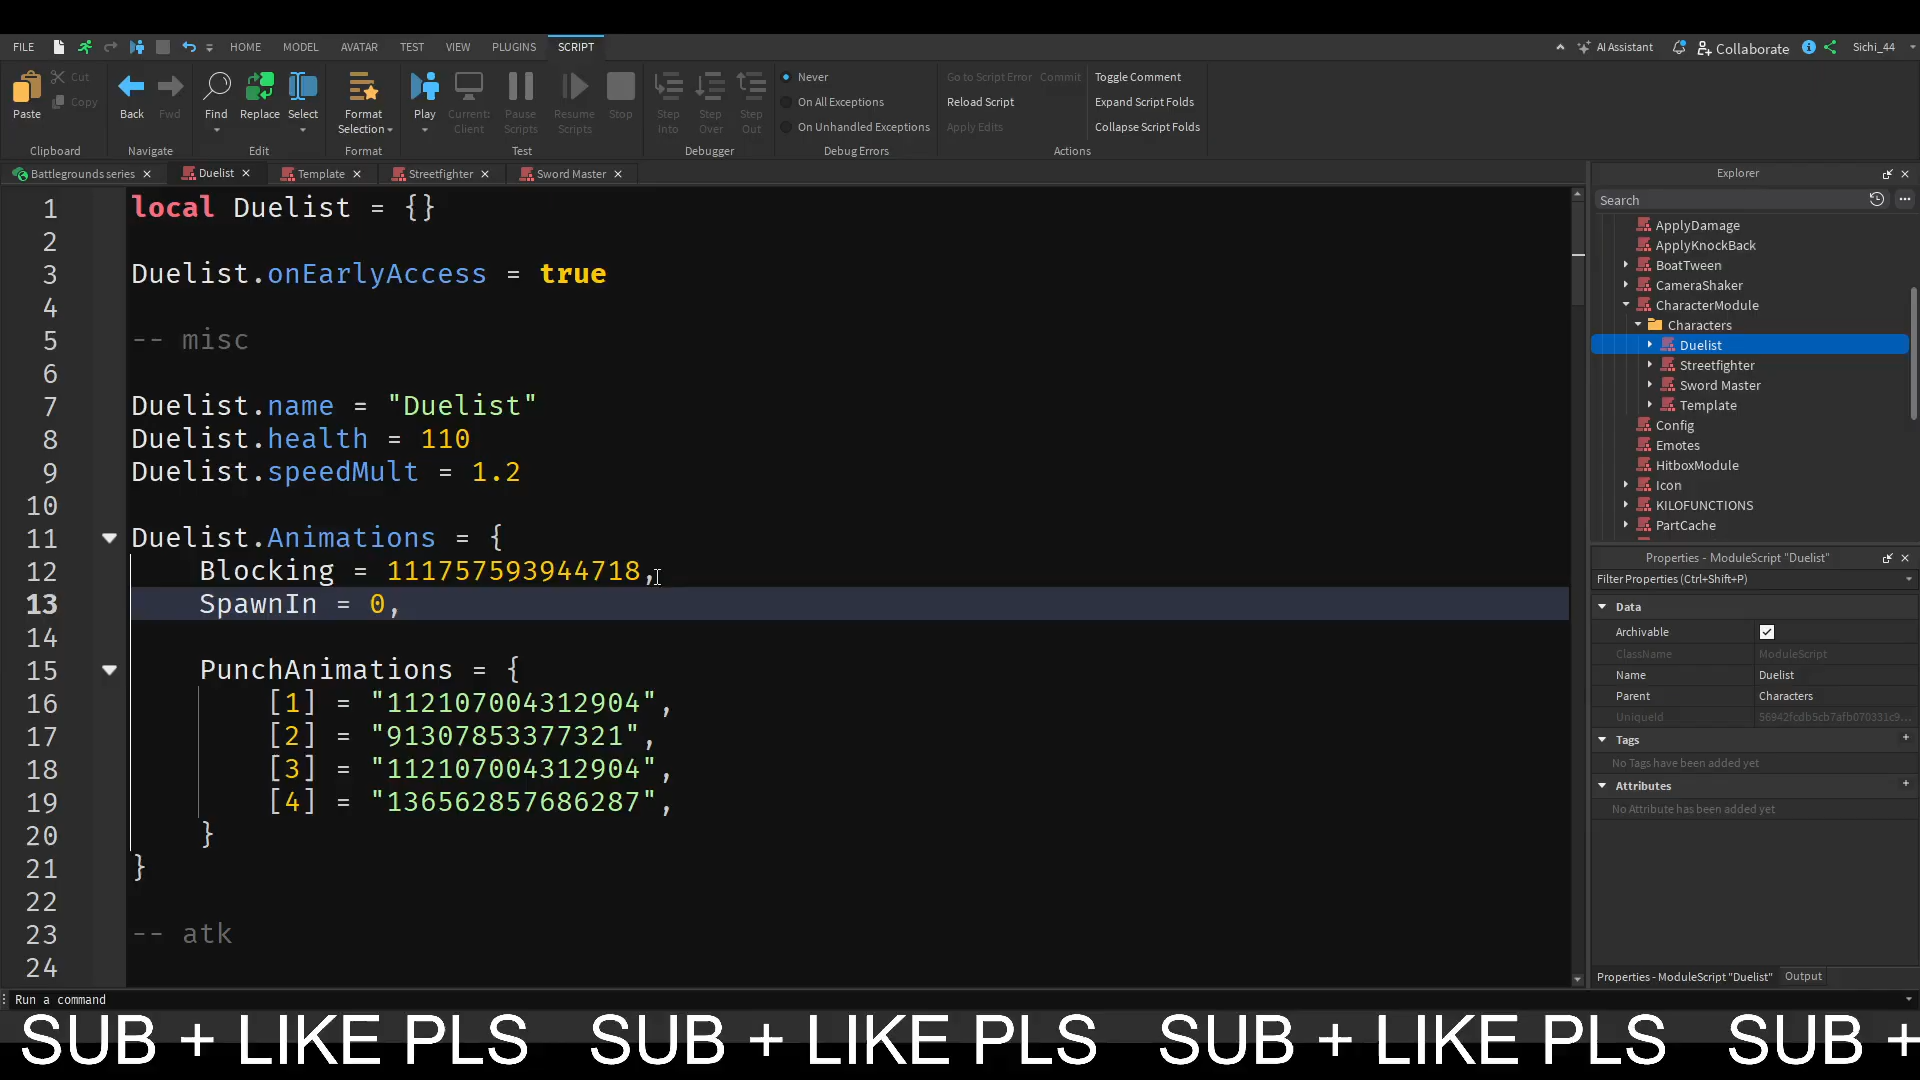 FILE HOME MODEL AVATAR TEST VIEW PLUGINS SCRIPT AI Assistant Collaborate Sichi_44
Paste Cut Copy Back Fwd Find Replace Select Format Selection Play Current: Client Pause Scripts Resume Scripts Stop Step Into Step Over Step Out
Never
On All Exceptions
On Unhandled Exceptions
Go to Script Error Commit
Reload Script
Apply Edits
Toggle Comment
Expand Script Folds
Collapse Script Folds
Clipboard Navigate Edit Format Test Debugger Debug Errors Actions
Battlegrounds series Duelist Template Streetfighter Sword Master
1 local Duelist = {}
2
3 Duelist.onEarlyAccess = true
4
5 -- misc
6
7 Duelist.name = "Duelist"
8 Duelist.health = 110
9 Duelist.speedMult = 1.2
10
11 Duelist.Animations = {
12 Blocking = 111757593944718,
13 SpawnIn = 0,
14
15 PunchAnimations = {
16 [1] = "112107004312904",
17 [2] = "91307853377321",
18 [3] = "112107004312904",
19 [4] = "136562857686287",
20 }
21 }
22
23 -- atk
24
Explorer
Search
ApplyDamage
ApplyKnockBack
BoatTween
CameraShaker
CharacterModule
Characters
Duelist
Streetfighter
Sword Master
Template
Config
Emotes
HitboxModule
Icon
KILOFUNCTIONS
PartCache
Properties - ModuleScript "Duelist"
Filter Properties (Ctrl+Shift+P)
Data
Archivable
ClassName ModuleScript
Name Duelist
Parent Characters
UniqueId 56942fcdb5cb7afb070331c9...
Tags +
No Tags have been added yet
Attributes +
No Attribute has been added yet
Properties - ModuleScript "Duelist" Output
Run a command
SUB + LIKE PLS SUB + LIKE PLS SUB + LIKE PLS SUB +